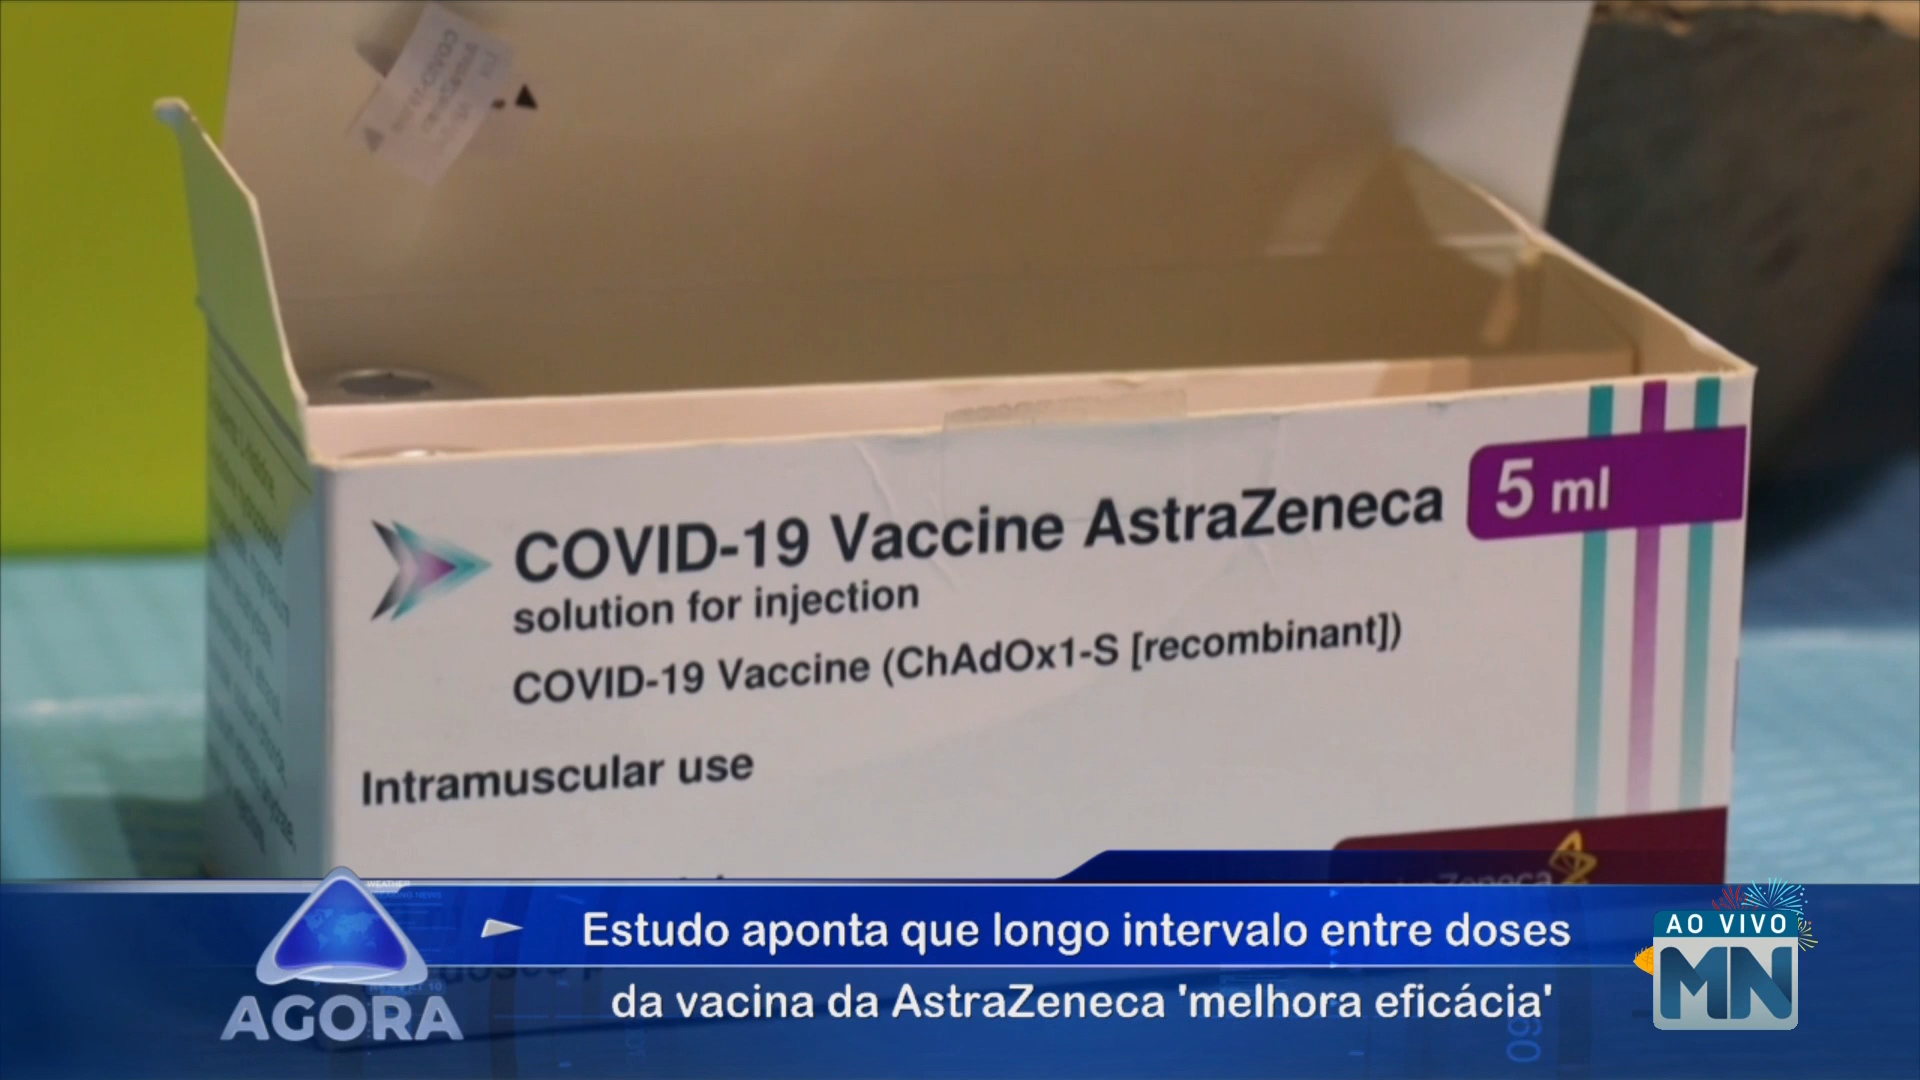 COVID-19 Vaccine AstraZeneca
5 ml
solution for injection
COVID-19 Vaccine (ChAdOx1-S [recombinant])
Intramuscular use
AstraZeneca
Estudo aponta que longo intervalo entre doses
da vacina da AstraZeneca 'melhora eficácia'
AGORA
AO VIVO
MN